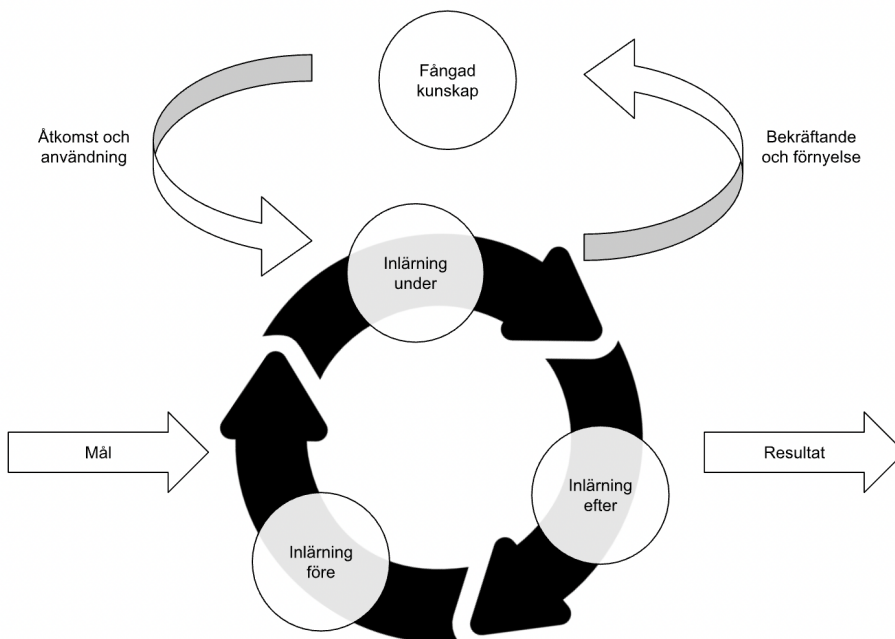 Fångad
kunskap
Åtkomst och
användning
Bekräftande
och förnyelse
Inlärning
under
Mål
Resultat
Inlärning
efter
Inlärning
före